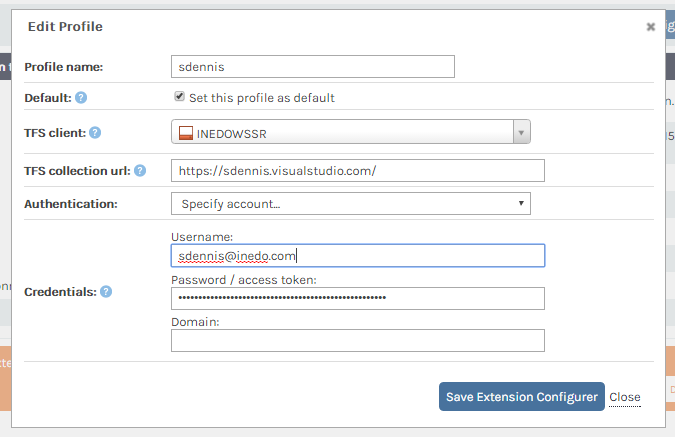 Edit Profile
Profile name: sdennis
Default: Set this profile as default
TFS client: INEDOWSSR
TFS collection url: https://sdennis.visualstudio.com/
Authentication: Specify account...
Username:
sdennis@inedo.com
Credentials:
Password / access token:
••••••••••••••••••••••••••••••••••••••••••••••••••••
Domain:
Save Extension Configurer Close